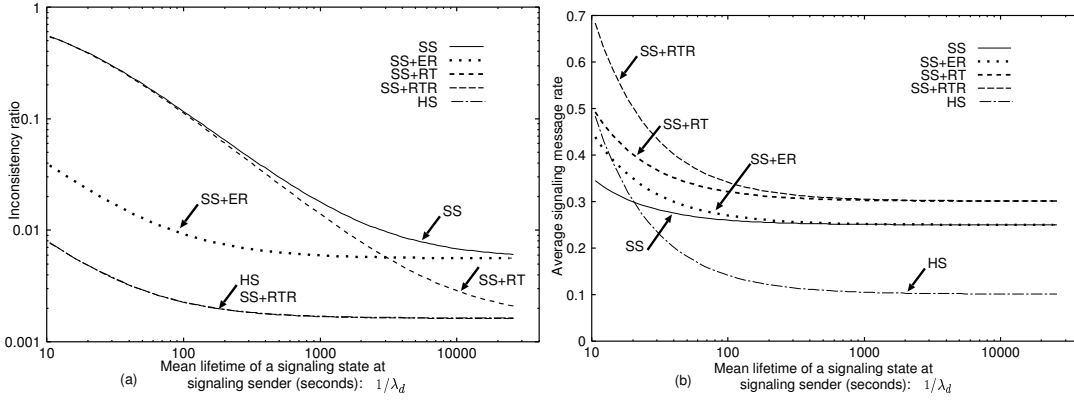 1
0.1
0.01
0.001
Inconsistency ratio
SS
SS+ER
SS+RT
SS+RTR
HS
SS+ER
SS
HS
SS+RTR
SS+RT
10
100
1000
10000
Mean lifetime of a signaling state at
(a)
signaling sender (seconds): 1/λ_d
0.7
0.6
0.5
0.4
0.3
0.2
0.1
0
Average signaling message rate
SS
SS+ER
SS+RT
SS+RTR
HS
SS+RTR
SS+RT
SS+ER
SS
HS
10
100
1000
10000
Mean lifetime of a signaling state at
(b)
signaling sender (seconds): 1/λ_d